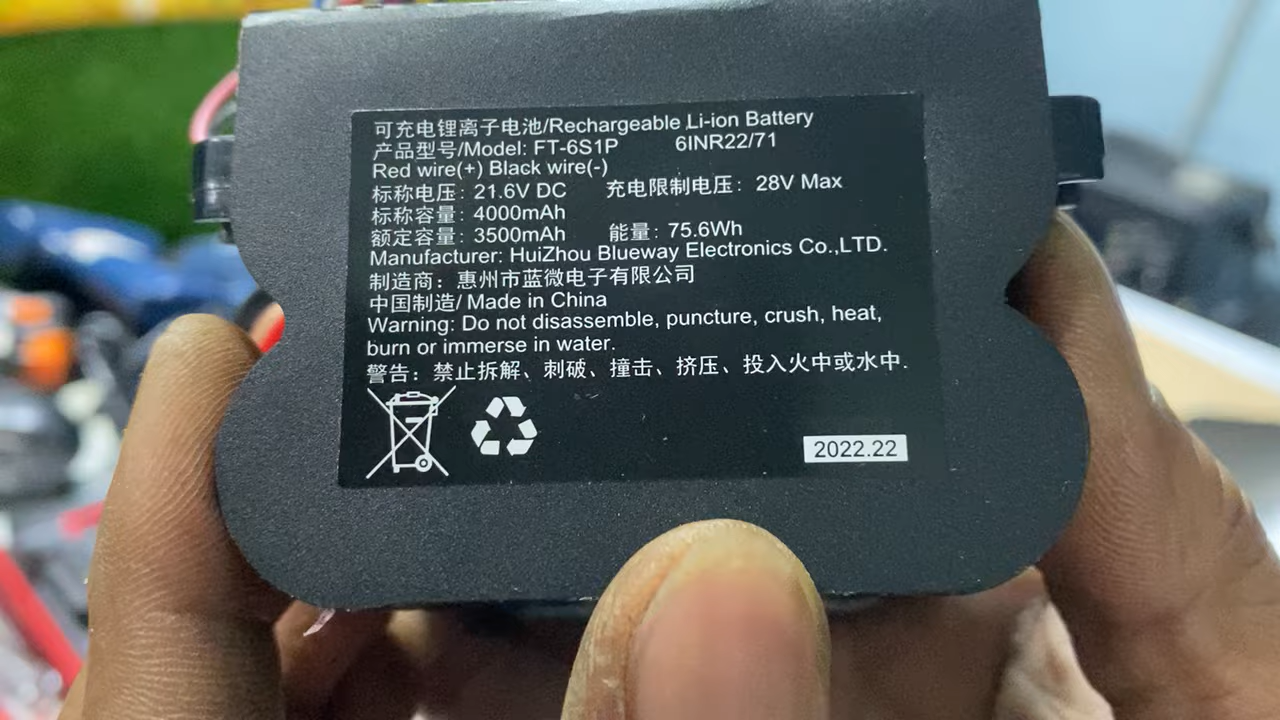 可充电锂离子电池/Rechargeable Li-ion Battery
产品型号/Model: FT-6S1P 6INR22/71
Red wire(+) Black wire(-)
标称电压: 21.6V DC 充电限制电压: 28V Max
标称容量: 4000mAh
额定容量: 3500mAh 能量: 75.6Wh
Manufacturer: HuiZhou Blueway Electronics Co.,LTD.
制造商: 惠州市蓝微电子有限公司
中国制造/ Made in China
Warning: Do not disassemble, puncture, crush, heat,
burn or immerse in water.
警告: 禁止拆解、刺破、撞击、挤压、投入火中或水中.
2022.22